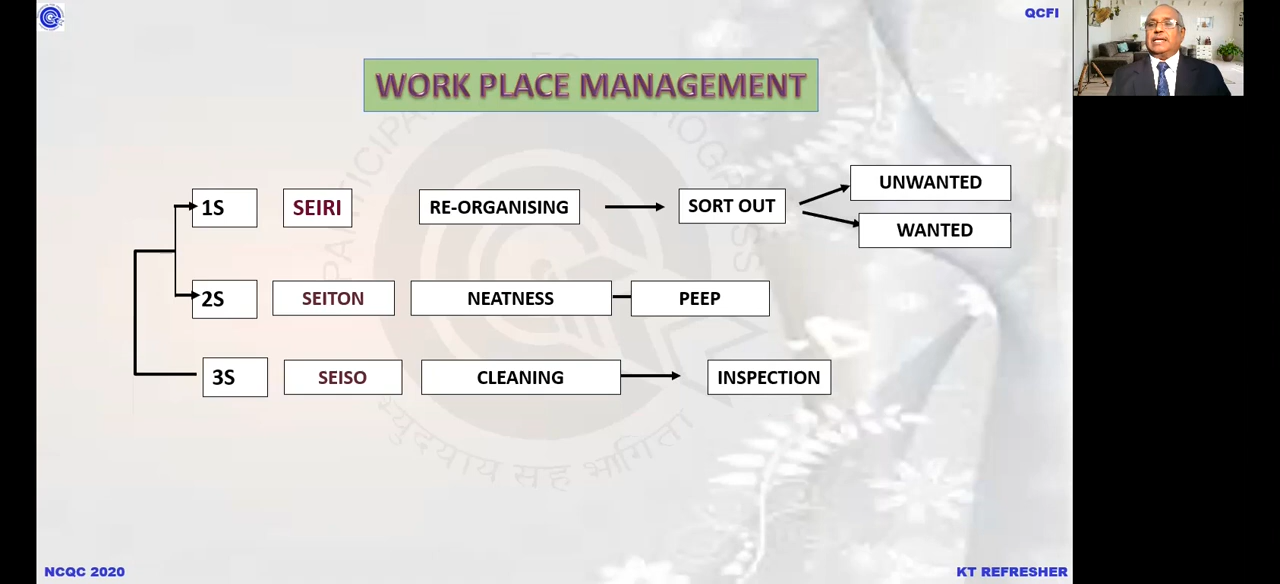 QCFI
WORK PLACE MANAGEMENT
1S SEIRI RE-ORGANISING SORT OUT UNWANTED
WANTED
2S SEITON NEATNESS PEEP
3S SEISO CLEANING INSPECTION
सह भागिता
NCQC 2020 KT REFRESHER